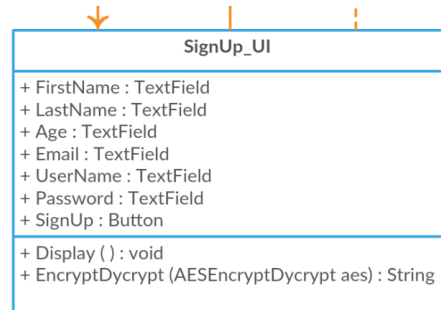 SignUp_UI
+ FirstName : TextField
+ LastName : TextField
+ Age : TextField
+ Email : TextField
+ UserName : TextField
+ Password : TextField
+ SignUp : Button
+ Display ( ) : void
+ EncryptDycrypt (AESEncryptDycrypt aes) : String